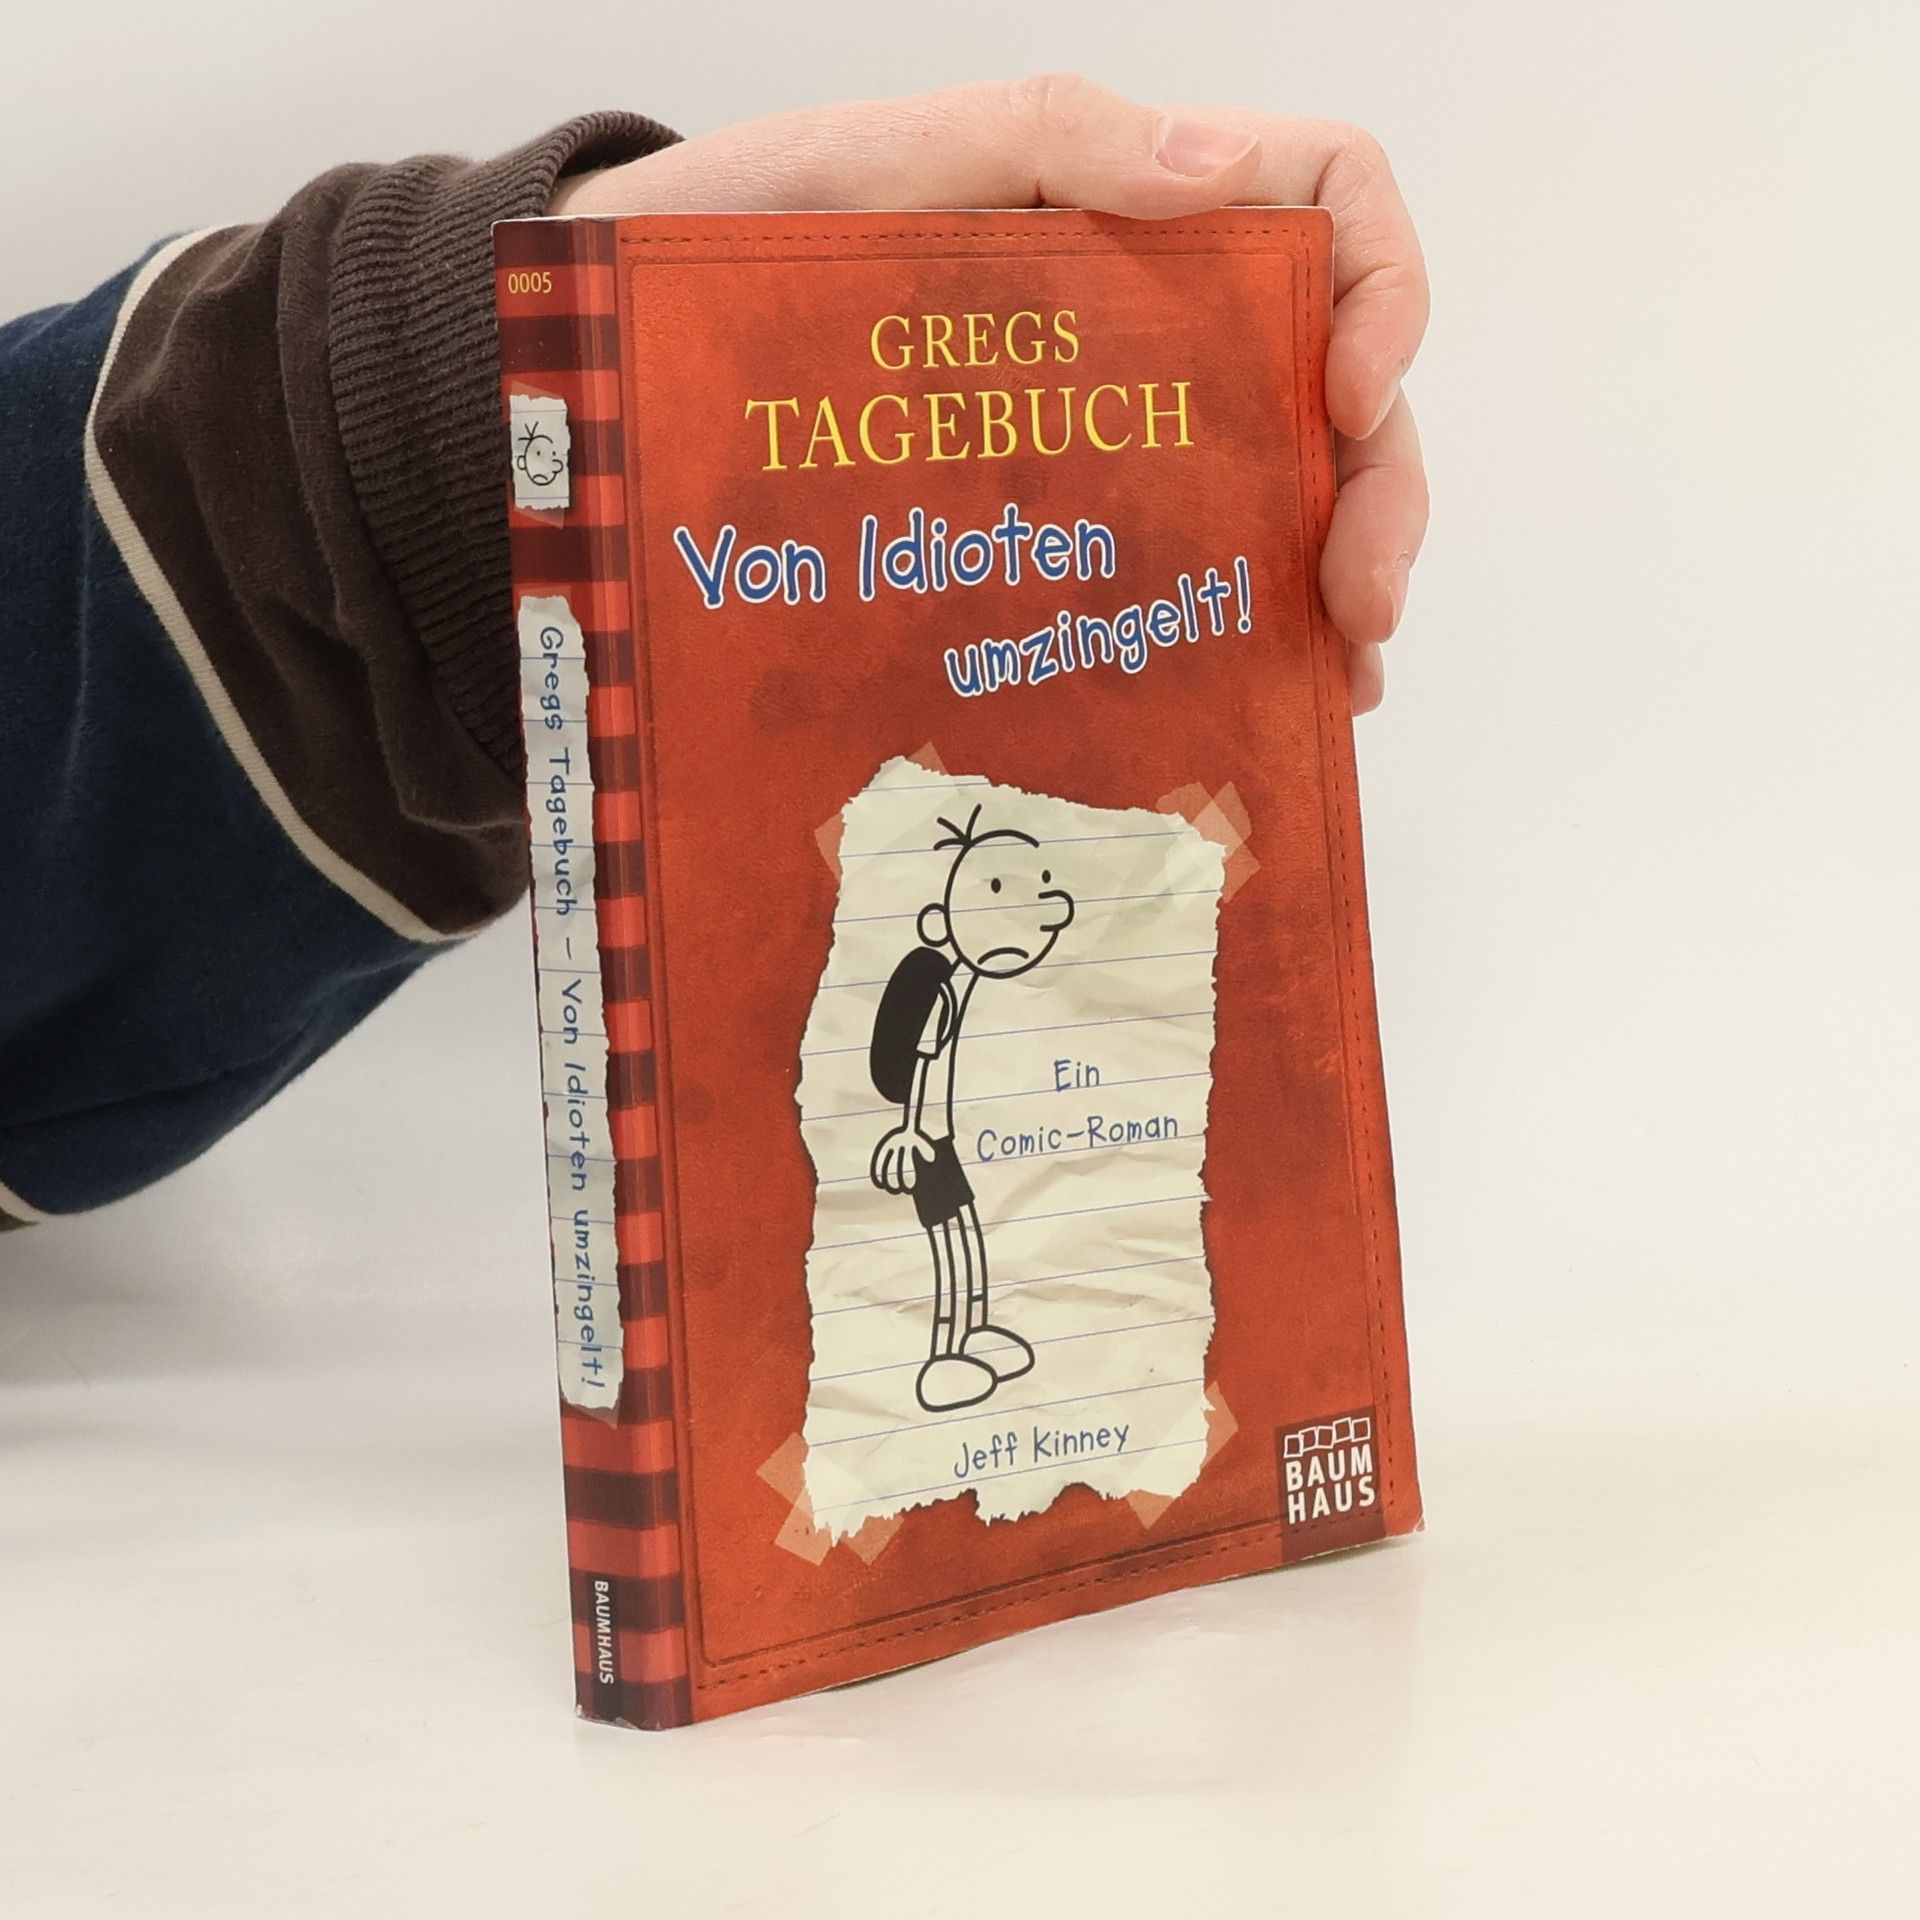 0005
Gregs Tagebuch – Von Idioten umzingelt!
BAUMHAUS
GREGS
TAGEBUCH
Von Idioten
umzingelt!
Ein
Comic-Roman
Jeff Kinney
BAUM
HAUS